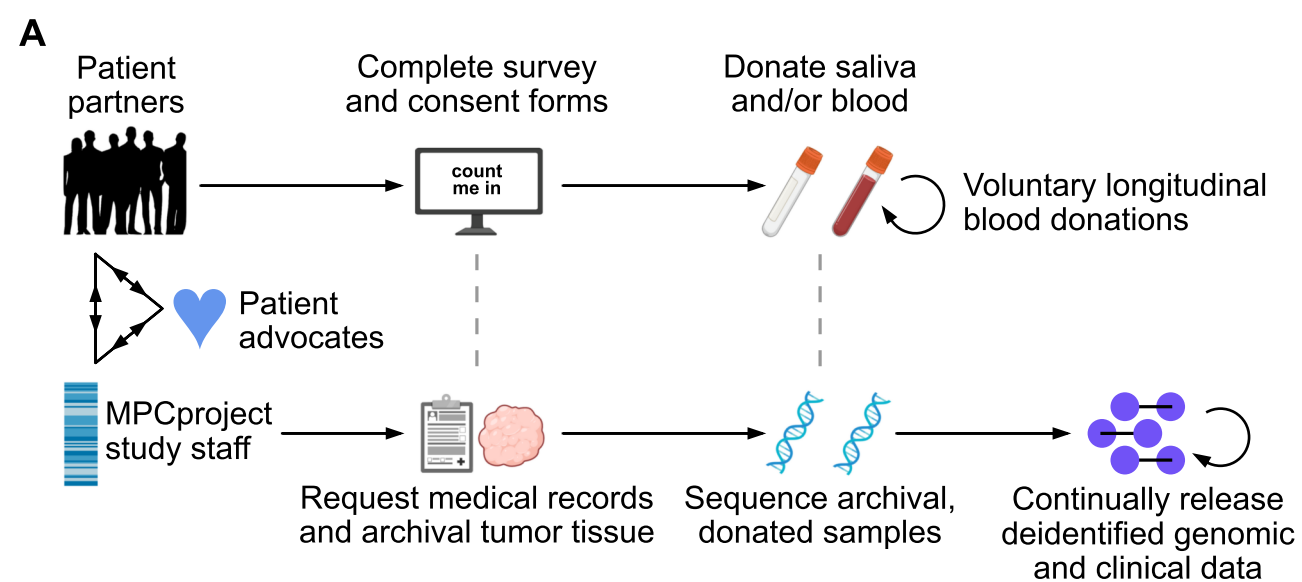 A
Patient
partners
Complete survey
and consent forms
Donate saliva
and/or blood
count
me in
Voluntary longitudinal
blood donations
Patient
advocates
MPCproject
study staff
Request medical records
and archival tumor tissue
Sequence archival,
donated samples
Continually release
deidentified genomic
and clinical data